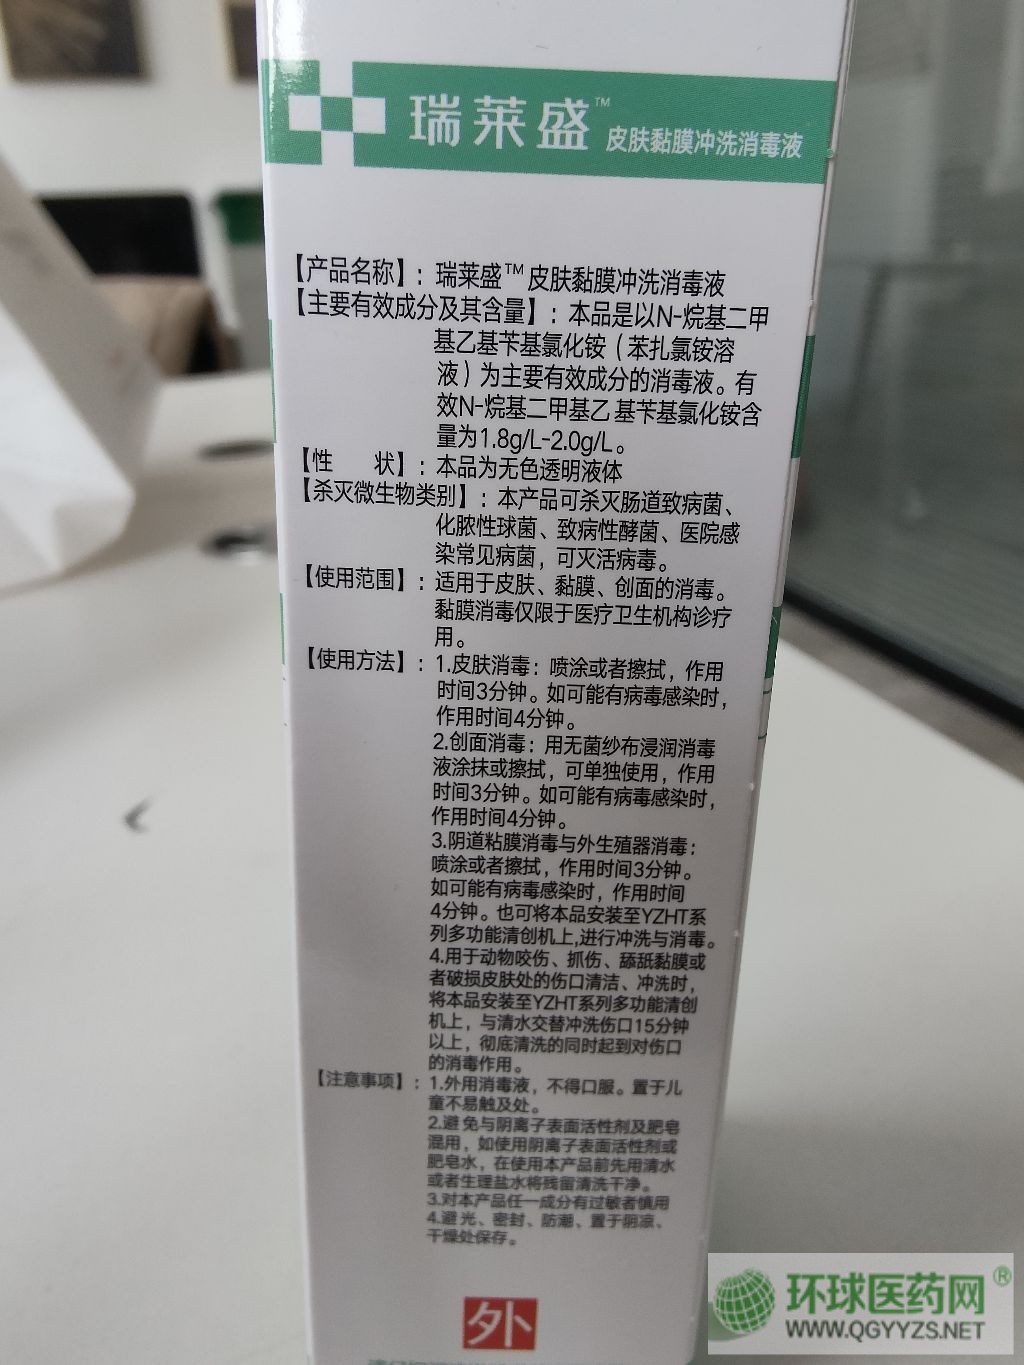 瑞莱盛™ 皮肤黏膜冲洗消毒液
【产品名称】：瑞莱盛™皮肤黏膜冲洗消毒液
【主要有效成分及其含量】：本品是以N-烷基二甲
基乙基苄基氯化铵（苯扎氯铵溶
液）为主要有效成分的消毒液。有
效N-烷基二甲基乙基苄基氯化铵含
量为1.8g/L-2.0g/L。
【性 状】：本品为无色透明液体
【杀灭微生物类别】：本产品可杀灭肠道致病菌、
化脓性球菌、致病性酵菌、医院感
染常见病菌，可灭活病毒。
【使用范围】：适用于皮肤、黏膜、创面的消毒。
黏膜消毒仅限于医疗卫生机构诊疗
用。
【使用方法】：1.皮肤消毒：喷涂或者擦拭，作用
时间3分钟。如可能有病毒感染时，
作用时间4分钟。
2.创面消毒：用无菌纱布浸润消毒
液涂抹或擦拭，可单独使用，作用
时间3分钟。如可能有病毒感染时，
作用时间4分钟。
3.阴道粘膜消毒与外生殖器消毒：
喷涂或者擦拭，作用时间3分钟。
如可能有病毒感染时，作用时间
4分钟。也可将本品安装至YZHT系
列多功能清创机上,进行冲洗与消毒。
4.用于动物咬伤、抓伤、舔舐黏膜或
者破损皮肤处的伤口清洁、冲洗时，
将本品安装至YZHT系列多功能清创
机上，与清水交替冲洗伤口15分钟
以上，彻底清洗的同时起到对伤口
的消毒作用。
【注意事项】：1.外用消毒液，不得口服。置于儿
童不易触及处。
2.避免与阴离子表面活性剂及肥皂
混用，如使用阴离子表面活性剂或
肥皂水，在使用本产品前先用清水
或者生理盐水将残留清洗干净。
3.对本产品任一成分有过敏者慎用
4.避光、密封、防潮、置于阴凉、
干燥处保存。
外
环球医药网®
WWW.QGYYZS.NET